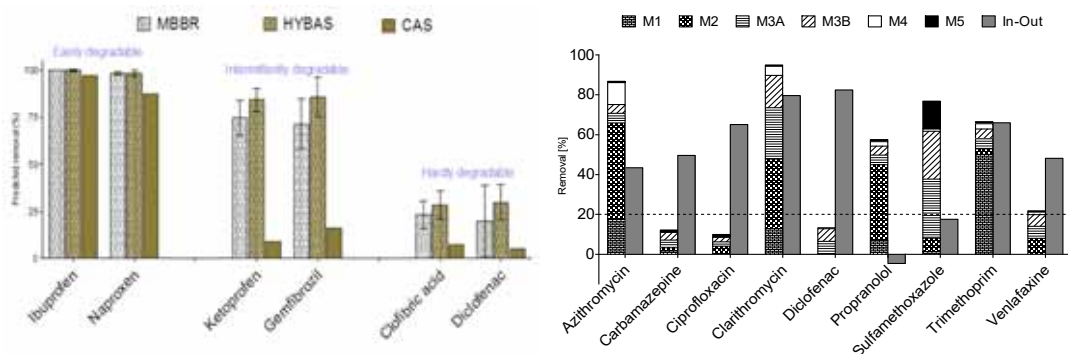 MBBR HYBAS CAS
Easily degradable
Intermittently degradable
Hardly degradable
Predicted removal (%)
100
75
50
25
0
Ibuprofen
Naproxen
Ketoprofen
Gemfibrozil
Clofibric acid
Diclofenac
M1 M2 M3A M3B M4 M5 In-Out
Removal [%]
100
80
60
40
20
0
Azithromycin
Carbamazepine
Ciprofloxacin
Clarithromycin
Diclofenac
Propranolol
Sulfamethoxazole
Trimethoprim
Venlafaxine